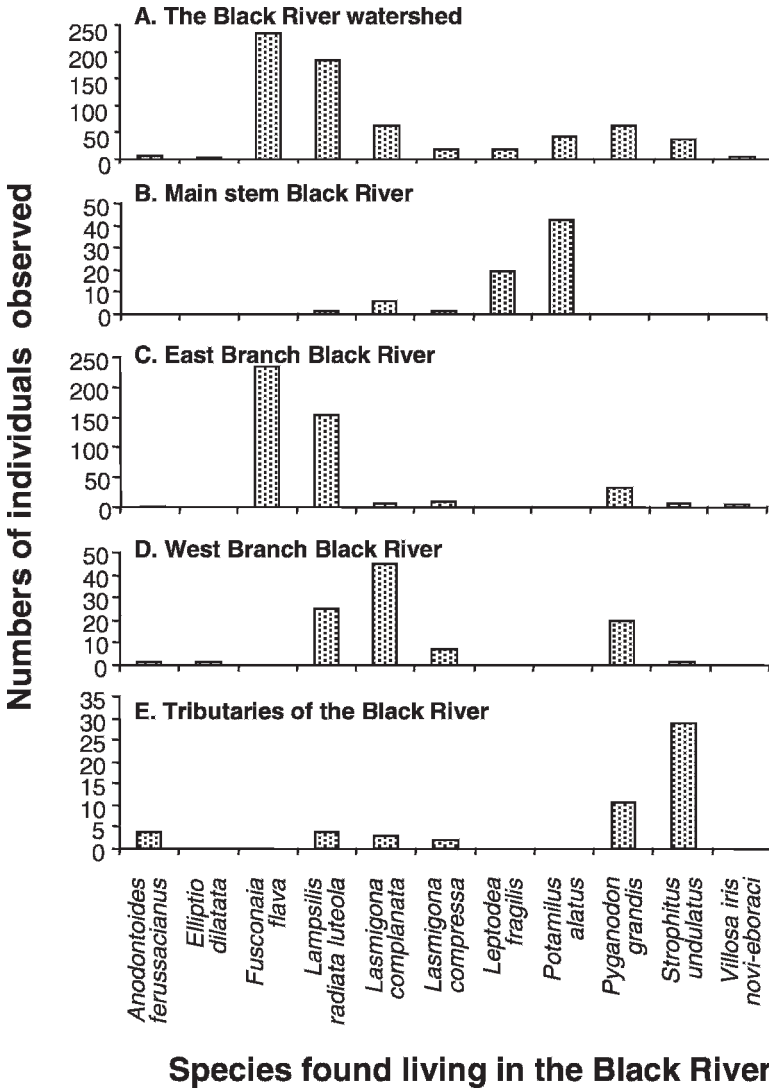 A. The Black River watershed
250
200
150
100
50
0
B. Main stem Black River
50
40
30
20
10
0
C. East Branch Black River
250
200
150
100
50
0
D. West Branch Black River
50
40
30
20
10
0
E. Tributaries of the Black River
35
30
25
20
15
10
5
0
Numbers of individuals observed
Anodontoides
ferussacianus
Elliptio
dilatata
Fusconaia
flava
Lampsilis
radiata luteola
Lasmigona
complanata
Lasmigona
compressa
Leptodea
fragilis
Potamilus
alatus
Pyganodon
grandis
Strophitus
undulatus
Villosa iris
novi-eboraci
Species found living in the Black River